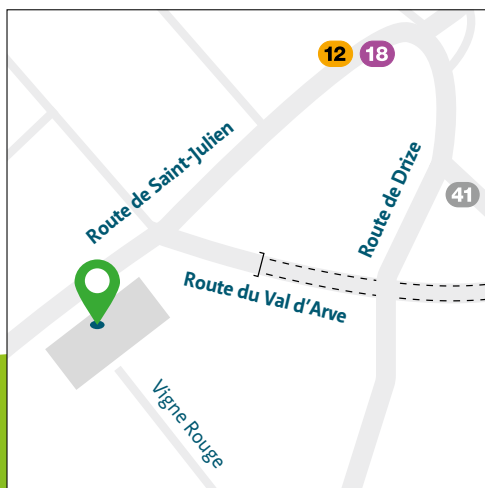 12 18
Route de Saint-Julien
Route de Drize
41
Route du Val d'Arve
Vigne Rouge